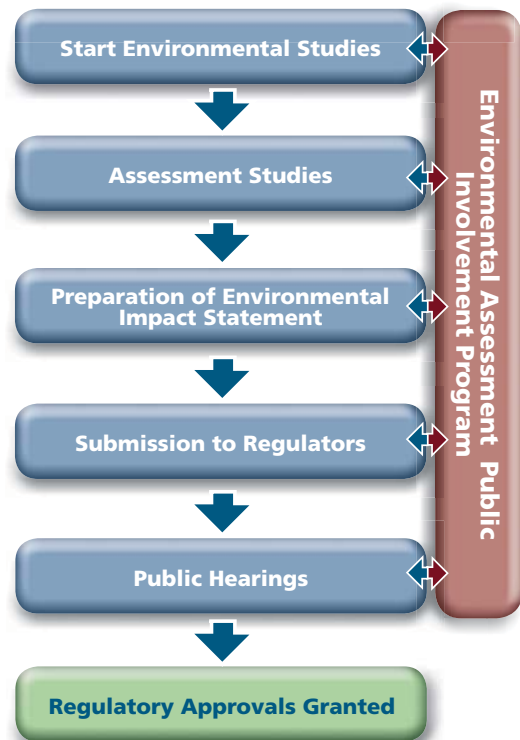 Start Environmental Studies
Assessment Studies
Preparation of Environmental
Impact Statement
Submission to Regulators
Public Hearings
Regulatory Approvals Granted
Environmental Assessment Public
Involvement Program